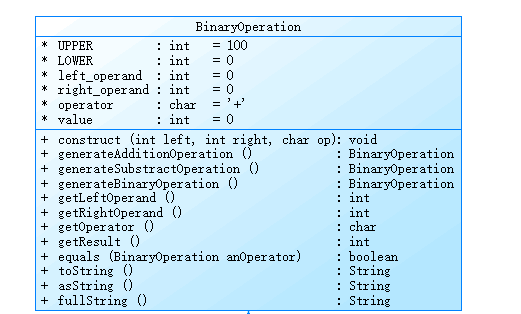 BinaryOperation
* UPPER : int = 100
* LOWER : int = 0
* left_operand : int = 0
* right_operand : int = 0
* operator : char = '+'
* value : int = 0
+ construct (int left, int right, char op): void
+ generateAdditionOperation () : BinaryOperation
+ generateSubstractOperation () : BinaryOperation
+ generateBinaryOperation () : BinaryOperation
+ getLeftOperand () : int
+ getRightOperand () : int
+ getOperator () : char
+ getResult () : int
+ equals (BinaryOperation anOperator) : boolean
+ toString () : String
+ asString () : String
+ fullString () : String